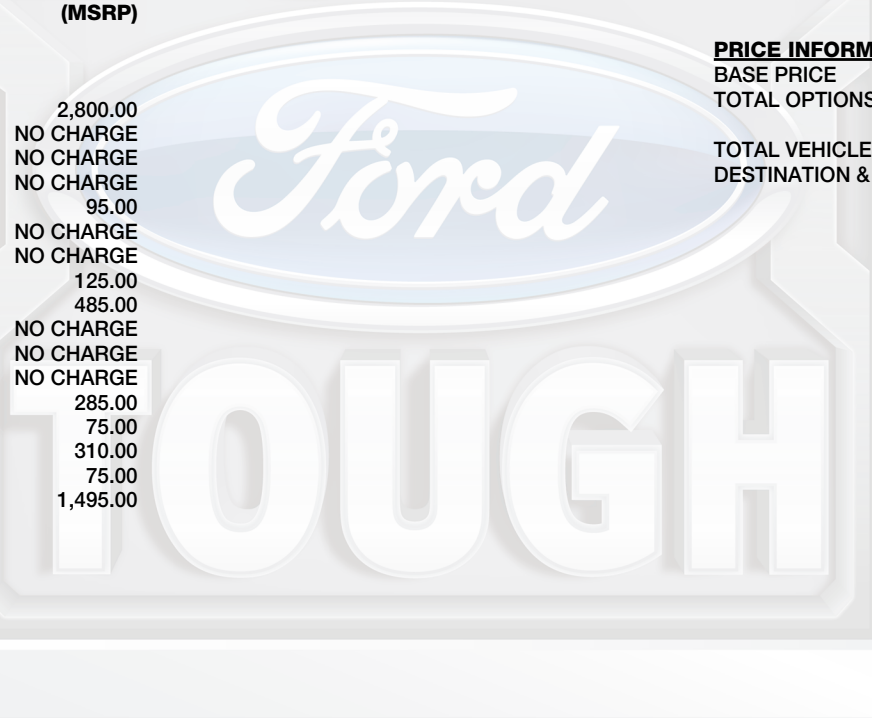 (MSRP)
2,800.00
NO CHARGE
NO CHARGE
NO CHARGE
95.00
NO CHARGE
NO CHARGE
125.00
485.00
NO CHARGE
NO CHARGE
NO CHARGE
285.00
75.00
310.00
75.00
1,495.00
PRICE INFORM
BASE PRICE
TOTAL OPTIONS
TOTAL VEHICLE
DESTINATION &
Ford
TOUGH